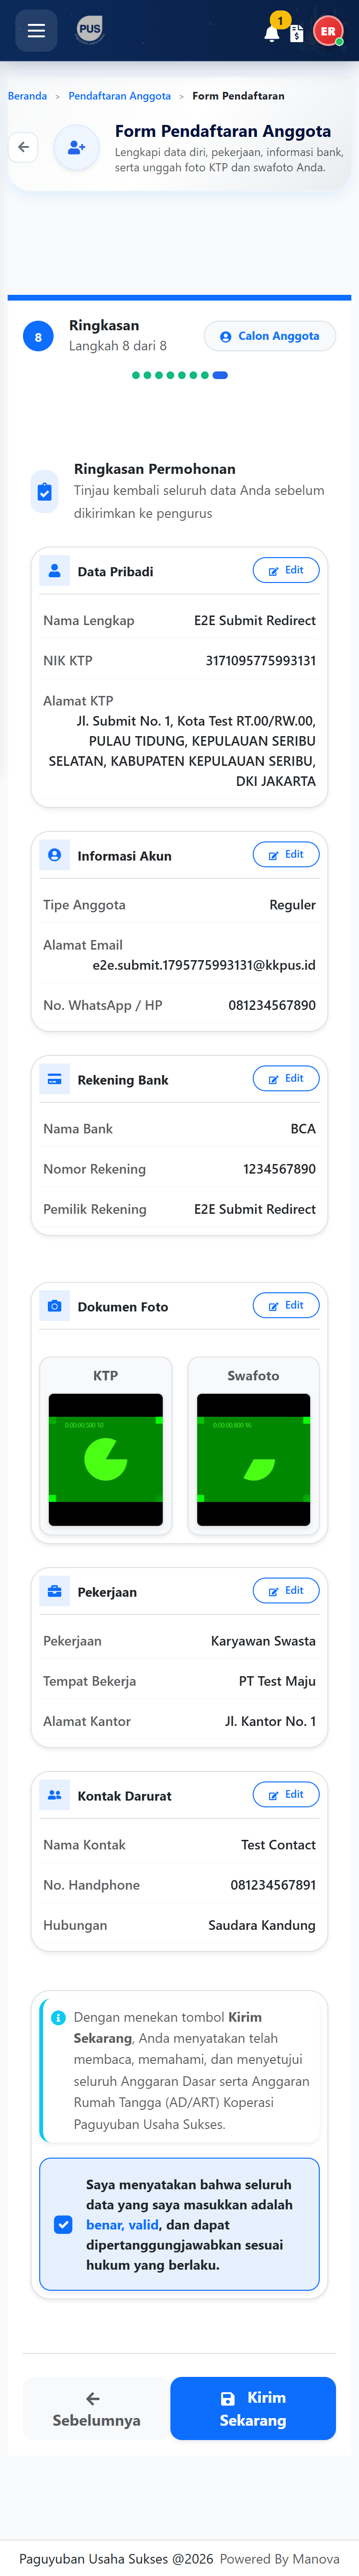 PUS
1
ER
Beranda > Pendaftaran Anggota > Form Pendaftaran
Form Pendaftaran Anggota
Lengkapi data diri, pekerjaan, informasi bank,
serta unggah foto KTP dan swafoto Anda.
8
Ringkasan
Langkah 8 dari 8
Calon Anggota
Ringkasan Permohonan
Tinjau kembali seluruh data Anda sebelum
dikirimkan ke pengurus
Data Pribadi
Edit
Nama Lengkap E2E Submit Redirect
NIK KTP 3171095775993131
Alamat KTP
Jl. Submit No. 1, Kota Test RT.00/RW.00,
PULAU TIDUNG, KEPULAUAN SERIBU
SELATAN, KABUPATEN KEPULAUAN SERIBU,
DKI JAKARTA
Informasi Akun
Edit
Tipe Anggota Reguler
Alamat Email
e2e.submit.1795775993131@kkpus.id
No. WhatsApp / HP 081234567890
Rekening Bank
Edit
Nama Bank BCA
Nomor Rekening 1234567890
Pemilik Rekening E2E Submit Redirect
Dokumen Foto
Edit
KTP
Swafoto
Pekerjaan
Edit
Pekerjaan Karyawan Swasta
Tempat Bekerja PT Test Maju
Alamat Kantor Jl. Kantor No. 1
Kontak Darurat
Edit
Nama Kontak Test Contact
No. Handphone 081234567891
Hubungan Saudara Kandung
Dengan menekan tombol Kirim
Sekarang, Anda menyatakan telah
membaca, memahami, dan menyetujui
seluruh Anggaran Dasar serta Anggaran
Rumah Tangga (AD/ART) Koperasi
Paguyuban Usaha Sukses.
Saya menyatakan bahwa seluruh
data yang saya masukkan adalah
benar, valid, dan dapat
dipertanggungjawabkan sesuai
hukum yang berlaku.
Sebelumnya
Kirim
Sekarang
Paguyuban Usaha Sukses @2026 Powered By Manova